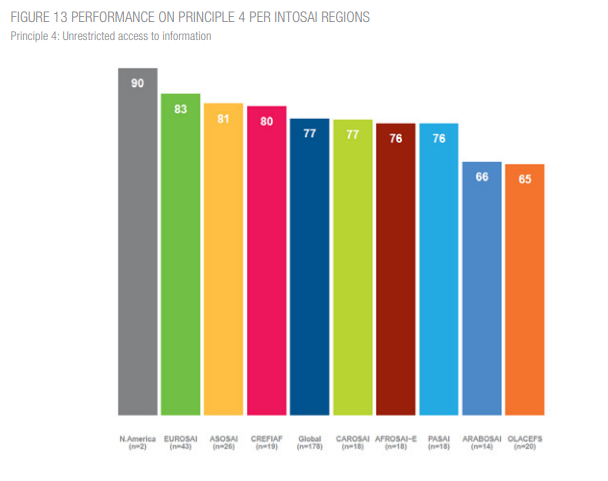 FIGURE 13 PERFORMANCE ON PRINCIPLE 4 PER INTOSAI REGIONS
Principle 4: Unrestricted access to information
90
83
81
80
77
77
76
76
66
65
N.America EUROSAI ASOSAI CREFIAF Global CAROSAI AFROSAI-E PASAI ARABOSAI OLACEFS
(n=2) (n=43) (n=26) (n=19) (n=178) (n=18) (n=18) (n=18) (n=14) (n=20)